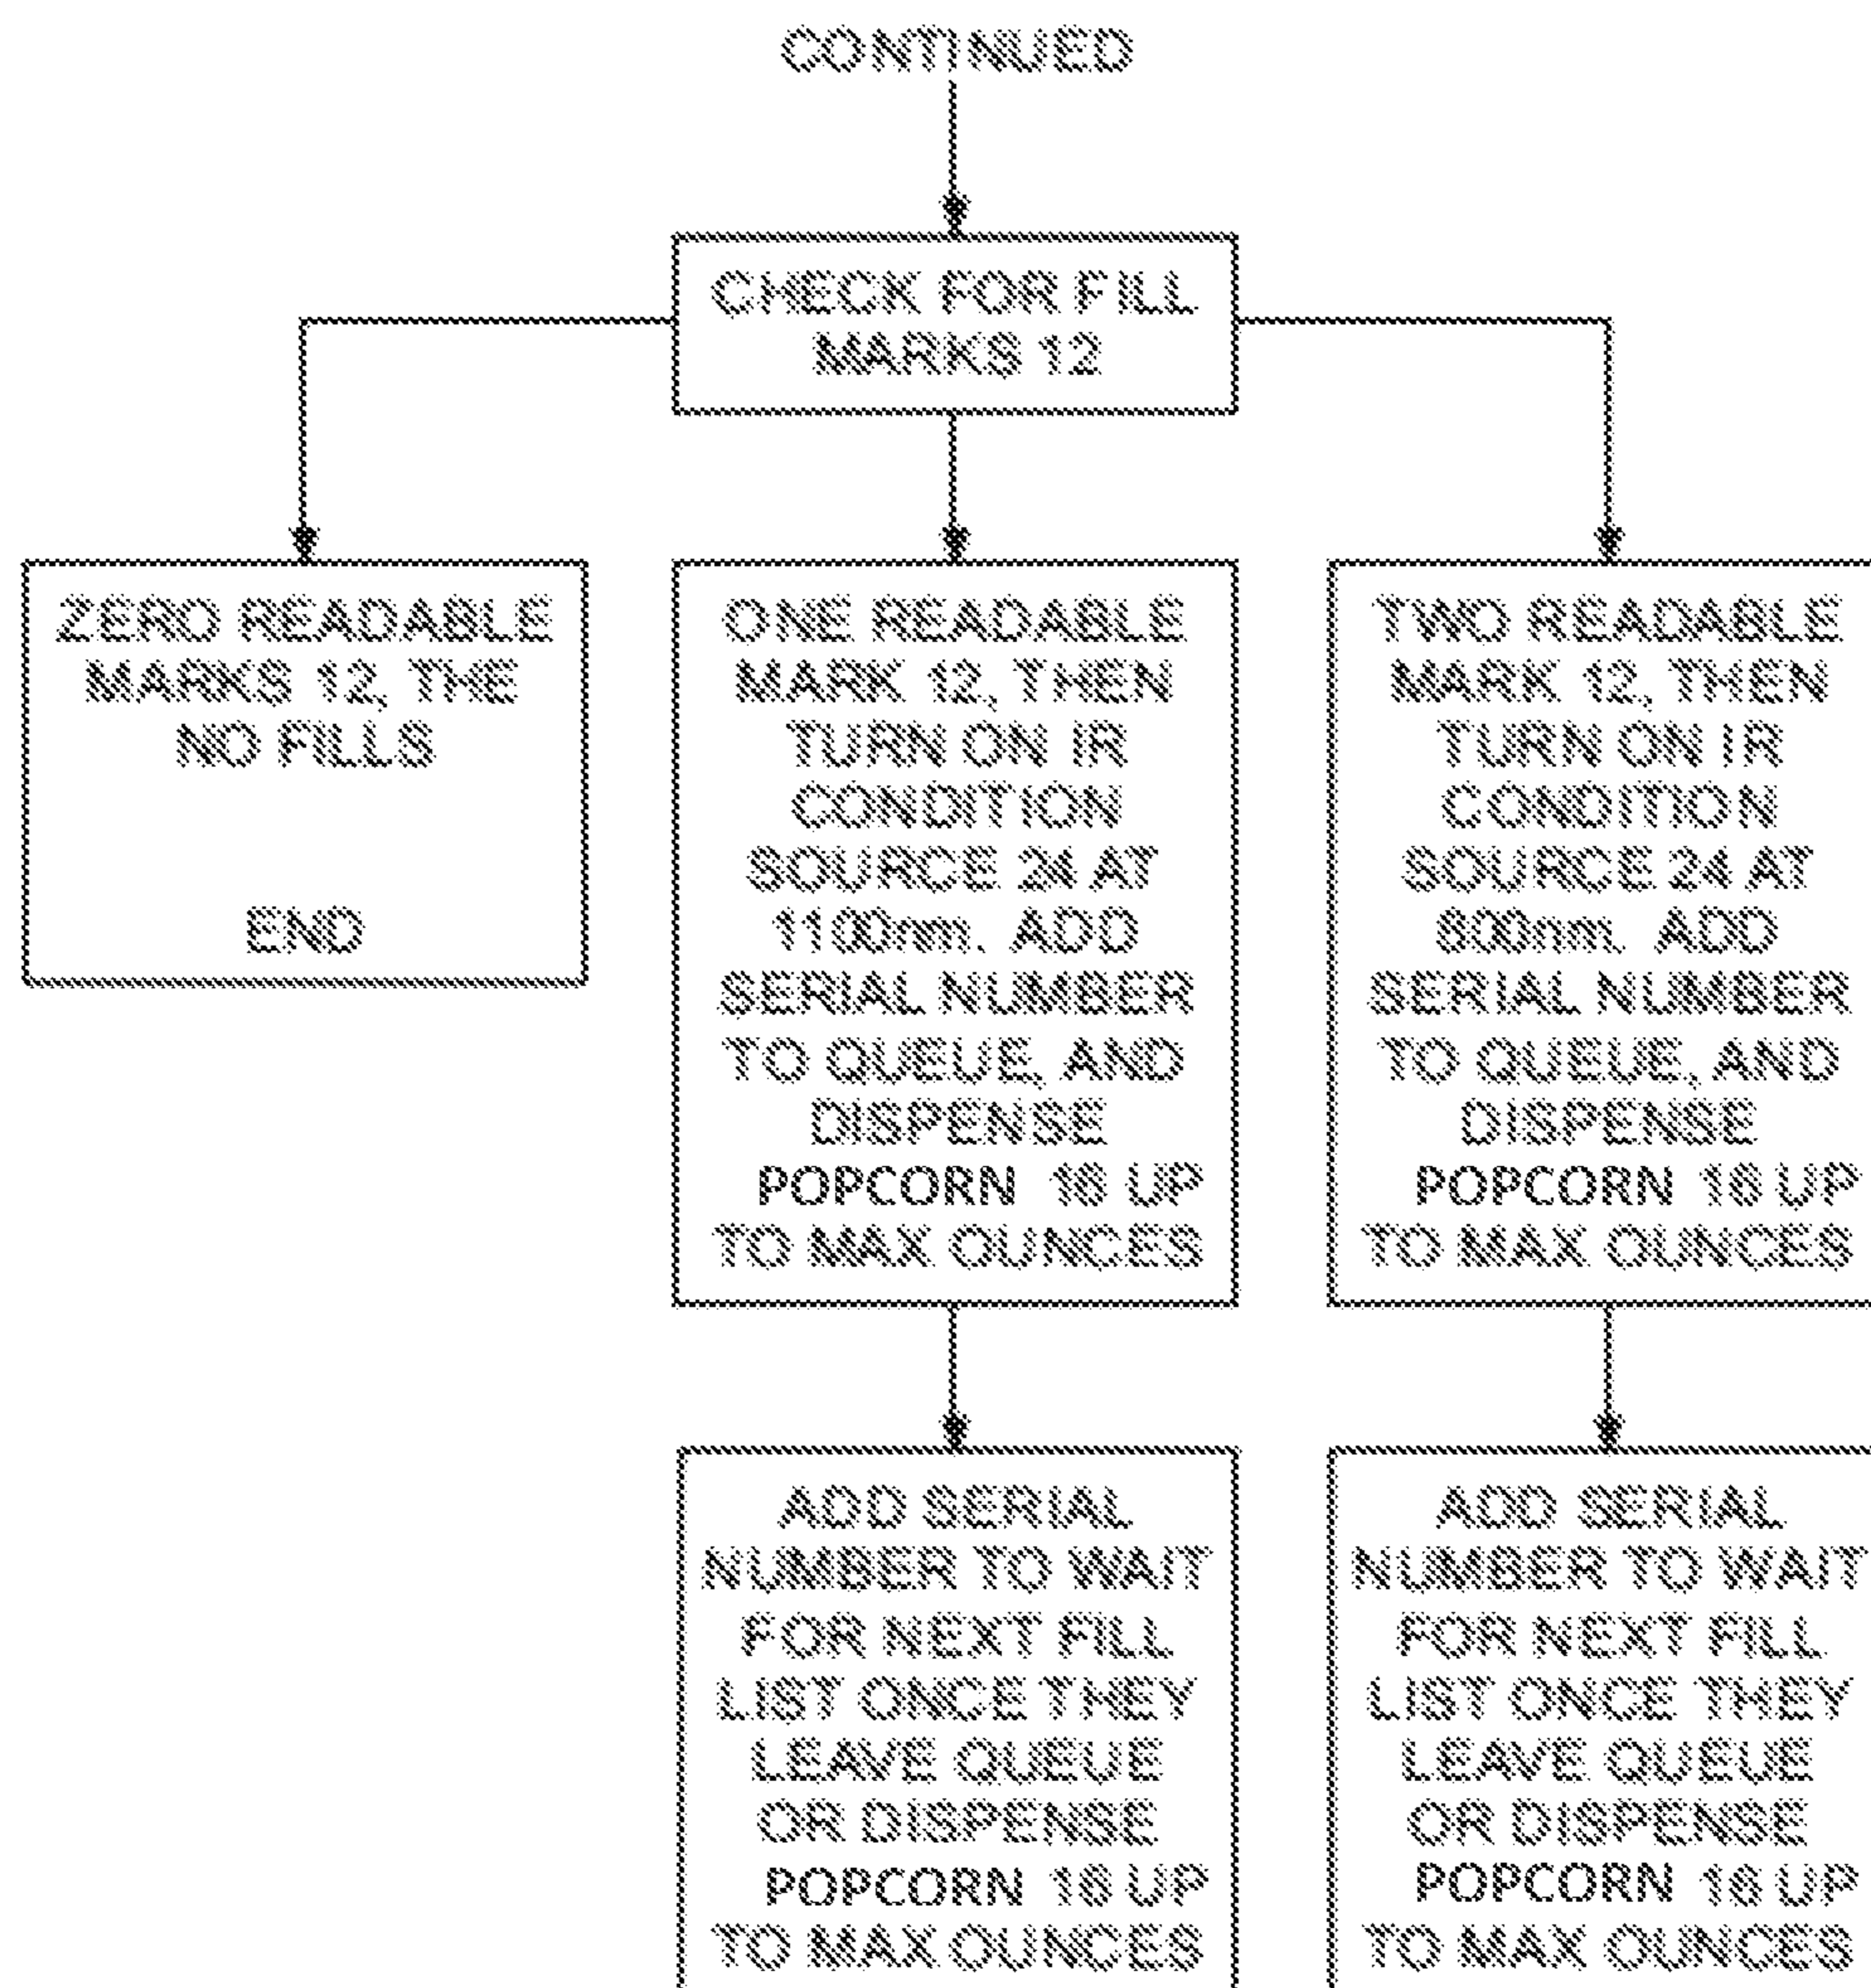 CONTINUED
CHECK FOR FILL
MARKS 12
ZERO READABLE
MARKS 12, THE
NO FILLS
END
ONE READABLE
MARK 12, THEN
TURN ON IR
CONDITION
SOURCE 24 AT
1100nm. ADD
SERIAL NUMBER
TO QUEUE, AND
DISPENSE
POPCORN 16 UP
TO MAX OUNCES
TWO READABLE
MARK 12, THEN
TURN ON IR
CONDITION
SOURCE 24 AT
800nm. ADD
SERIAL NUMBER
TO QUEUE, AND
DISPENSE
POPCORN 16 UP
TO MAX OUNCES
ADD SERIAL
NUMBER TO WAIT
FOR NEXT FILL
LIST ONCE THEY
LEAVE QUEUE
OR DISPENSE
POPCORN 16 UP
TO MAX OUNCES
ADD SERIAL
NUMBER TO WAIT
FOR NEXT FILL
LIST ONCE THEY
LEAVE QUEUE
OR DISPENSE
POPCORN 16 UP
TO MAX OUNCES